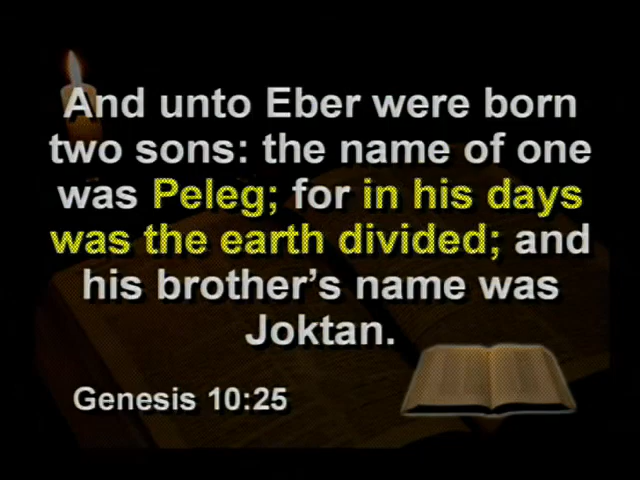 And unto Eber were born
two sons: the name of one
was Peleg; for in his days
was the earth divided; and
his brother's name was
Joktan.
Genesis 10:25